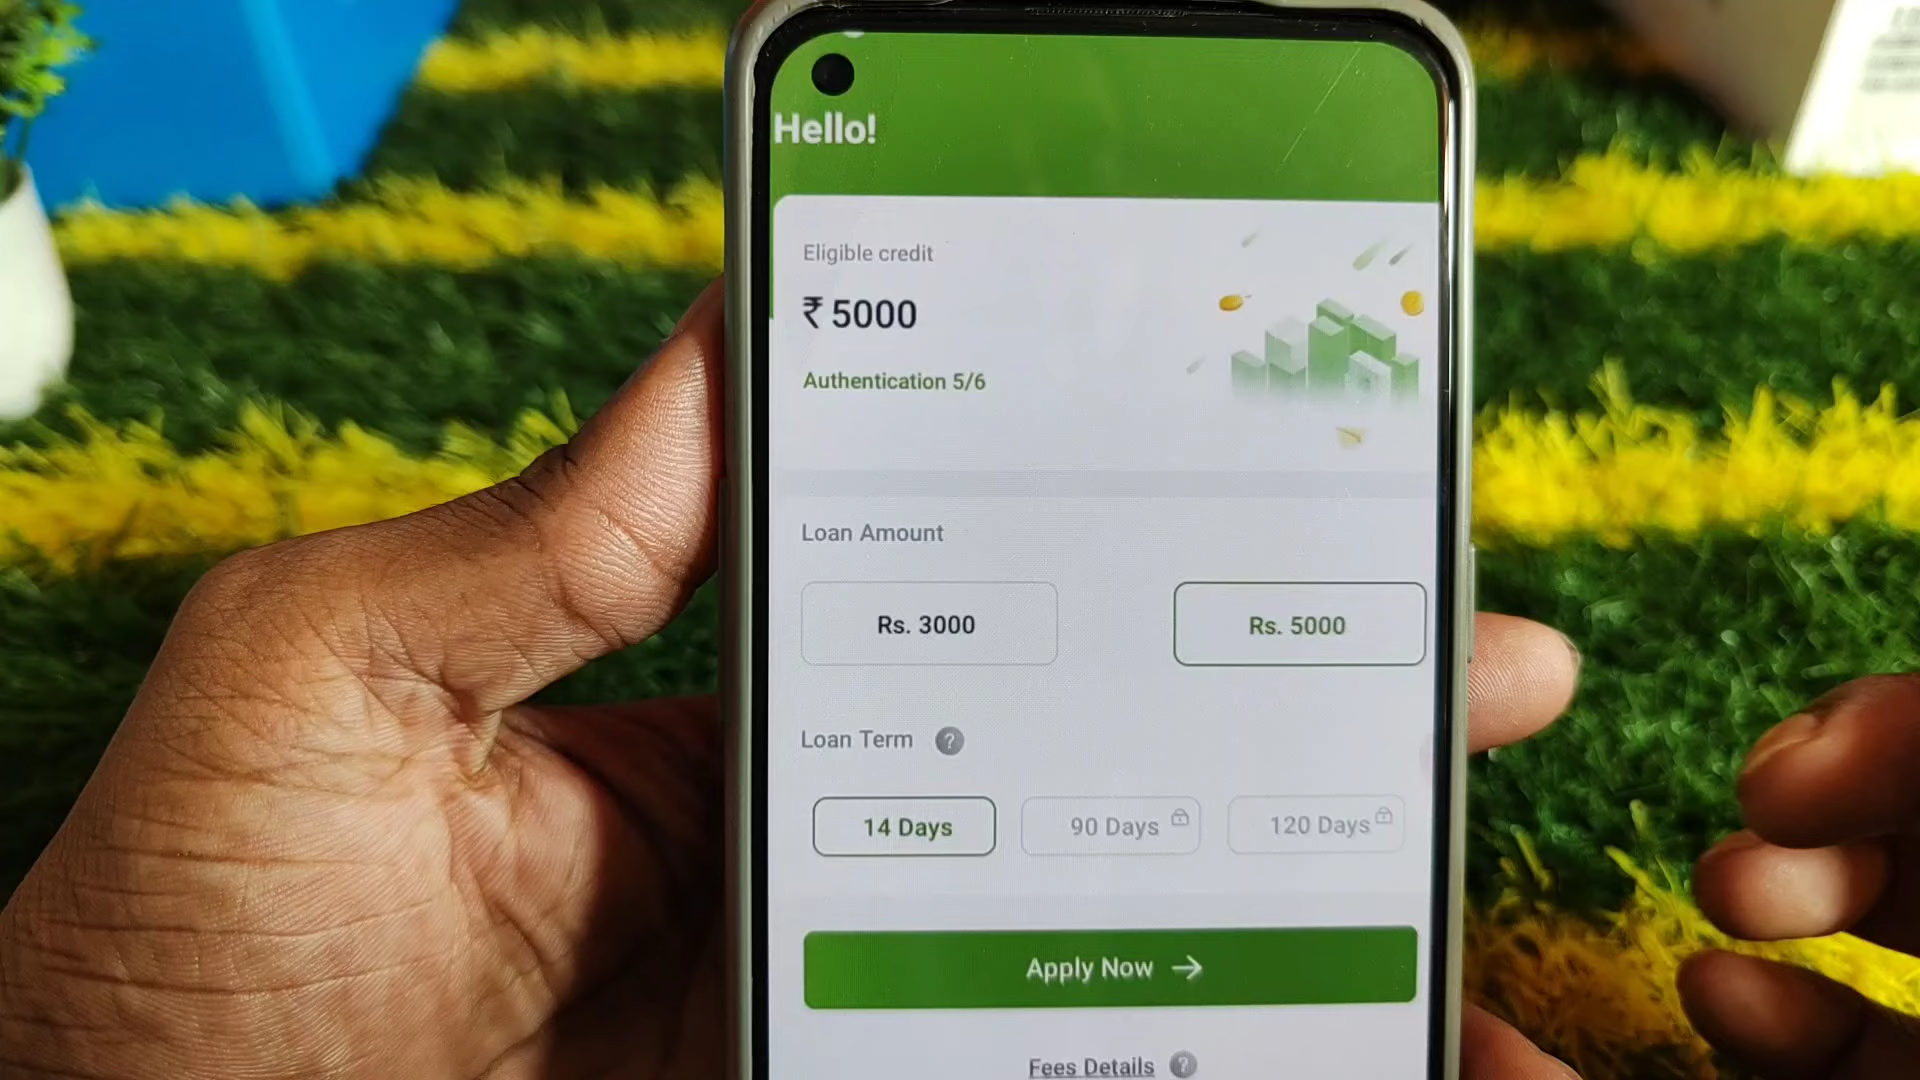 Hello!
Eligible credit
₹ 5000
Authentication 5/6
Loan Amount
Rs. 3000 Rs. 5000
Loan Term ?
14 Days 90 Days 120 Days
Apply Now →
Fees Details ?